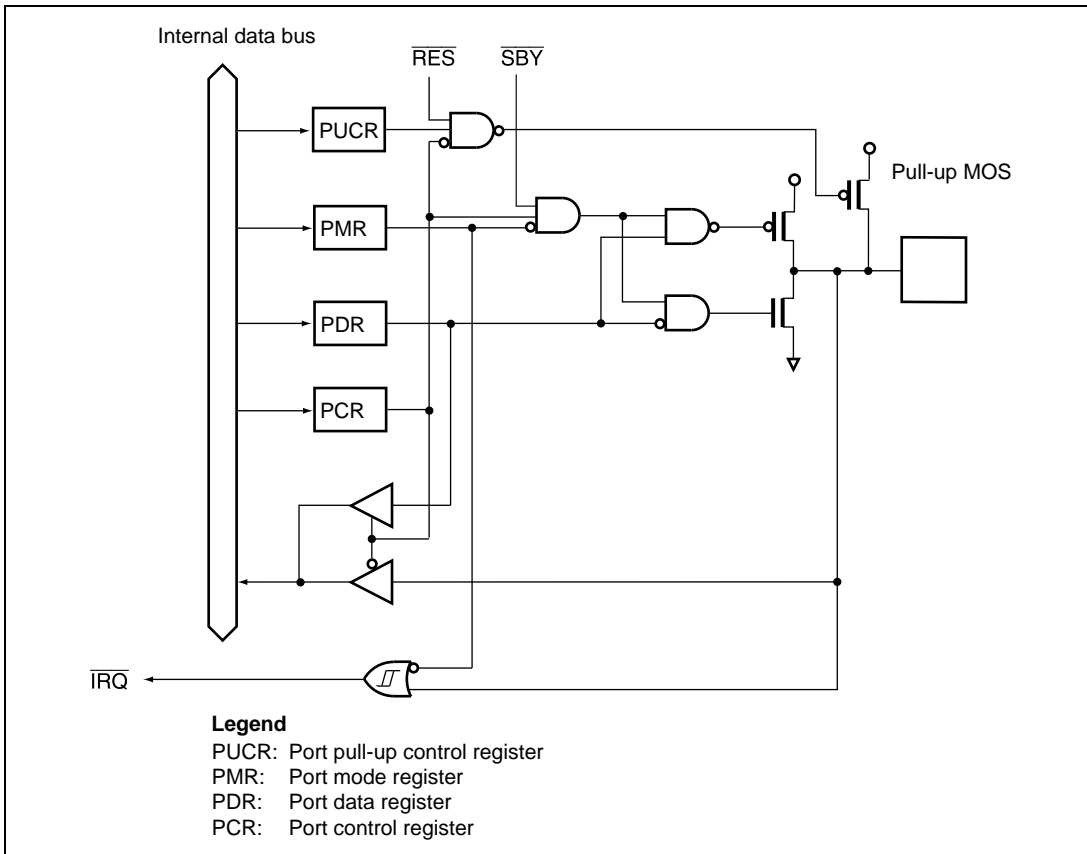 Internal data bus
RES
SBY
PUCR
Pull-up MOS
PMR
PDR
PCR
IRQ
Legend
PUCR: Port pull-up control register
PMR: Port mode register
PDR: Port data register
PCR: Port control register